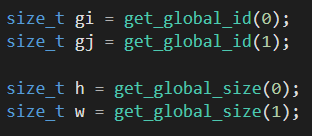 size_t gi = get_global_id(0);
size_t gj = get_global_id(1);
size_t h = get_global_size(0);
size_t w = get_global_size(1);